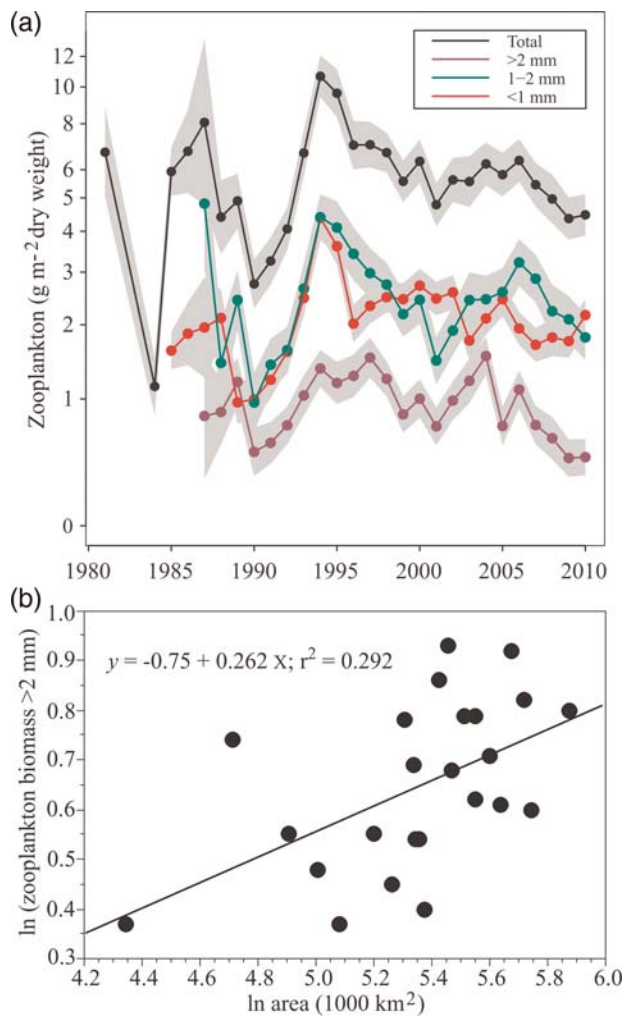 (a)
Total
>2 mm
1–2 mm
<1 mm
Zooplankton (g m-2 dry weight)
12
10
8
6
5
4
3
2
1
0
1980 1985 1990 1995 2000 2005 2010
(b)
y = -0.75 + 0.262 X; r2 = 0.292
ln (zooplankton biomass >2 mm)
1.0
0.9
0.8
0.7
0.6
0.5
0.4
0.3
4.2 4.4 4.6 4.8 5.0 5.2 5.4 5.6 5.8 6.0
ln area (1000 km2)